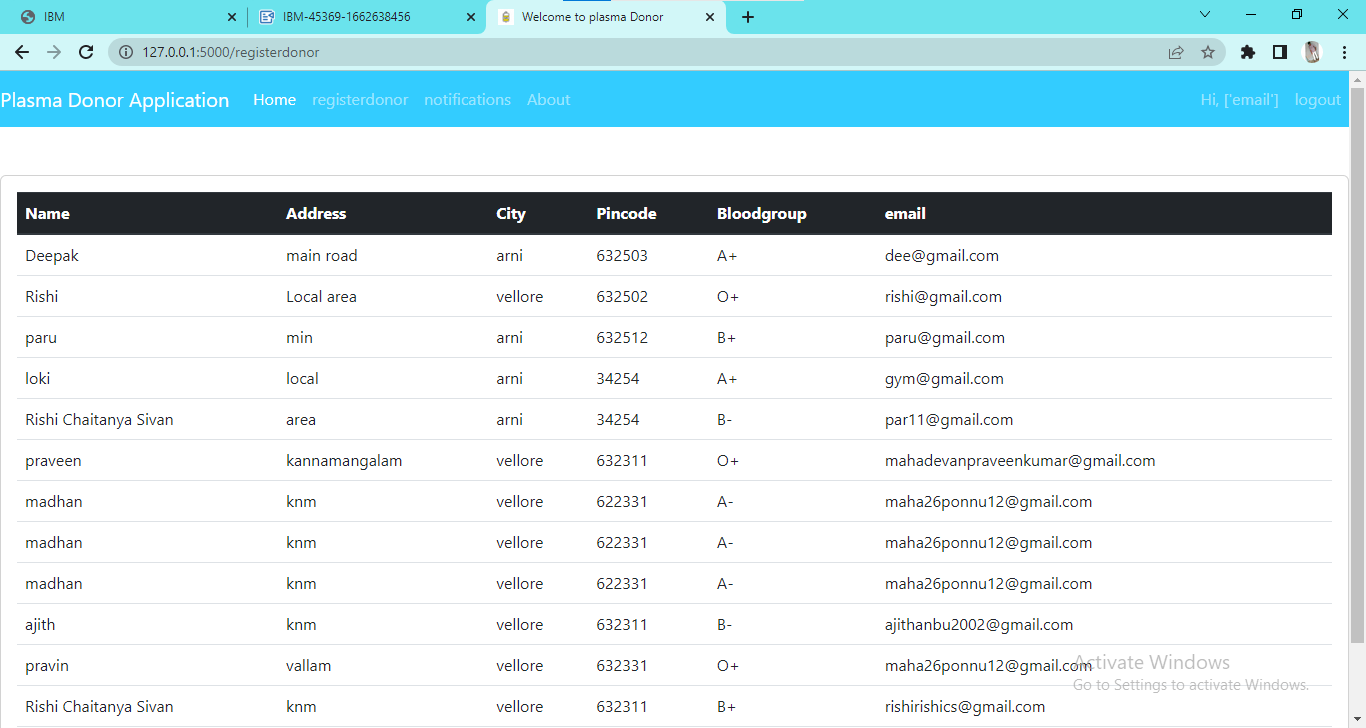 IBM IBM-45369-1662638456 Welcome to plasma Donor
127.0.0.1:5000/registerdonor
Plasma Donor Application Home registerdonor notifications About Hi, ['email'] logout
Name Address City Pincode Bloodgroup email
Deepak main road arni 632503 A+ dee@gmail.com
Rishi Local area vellore 632502 O+ rishi@gmail.com
paru min arni 632512 B+ paru@gmail.com
loki local arni 34254 A+ gym@gmail.com
Rishi Chaitanya Sivan area arni 34254 B- par11@gmail.com
praveen kannamangalam vellore 632311 O+ mahadevanpraveenkumar@gmail.com
madhan knm vellore 622331 A- maha26ponnu12@gmail.com
madhan knm vellore 622331 A- maha26ponnu12@gmail.com
madhan knm vellore 622331 A- maha26ponnu12@gmail.com
ajith knm vellore 632311 B- ajithanbu2002@gmail.com
pravin vallam vellore 632331 O+ maha26ponnu12@gmail.com
Activate Windows
Go to Settings to activate Windows.
Rishi Chaitanya Sivan knm vellore 632311 B+ rishirishics@gmail.com